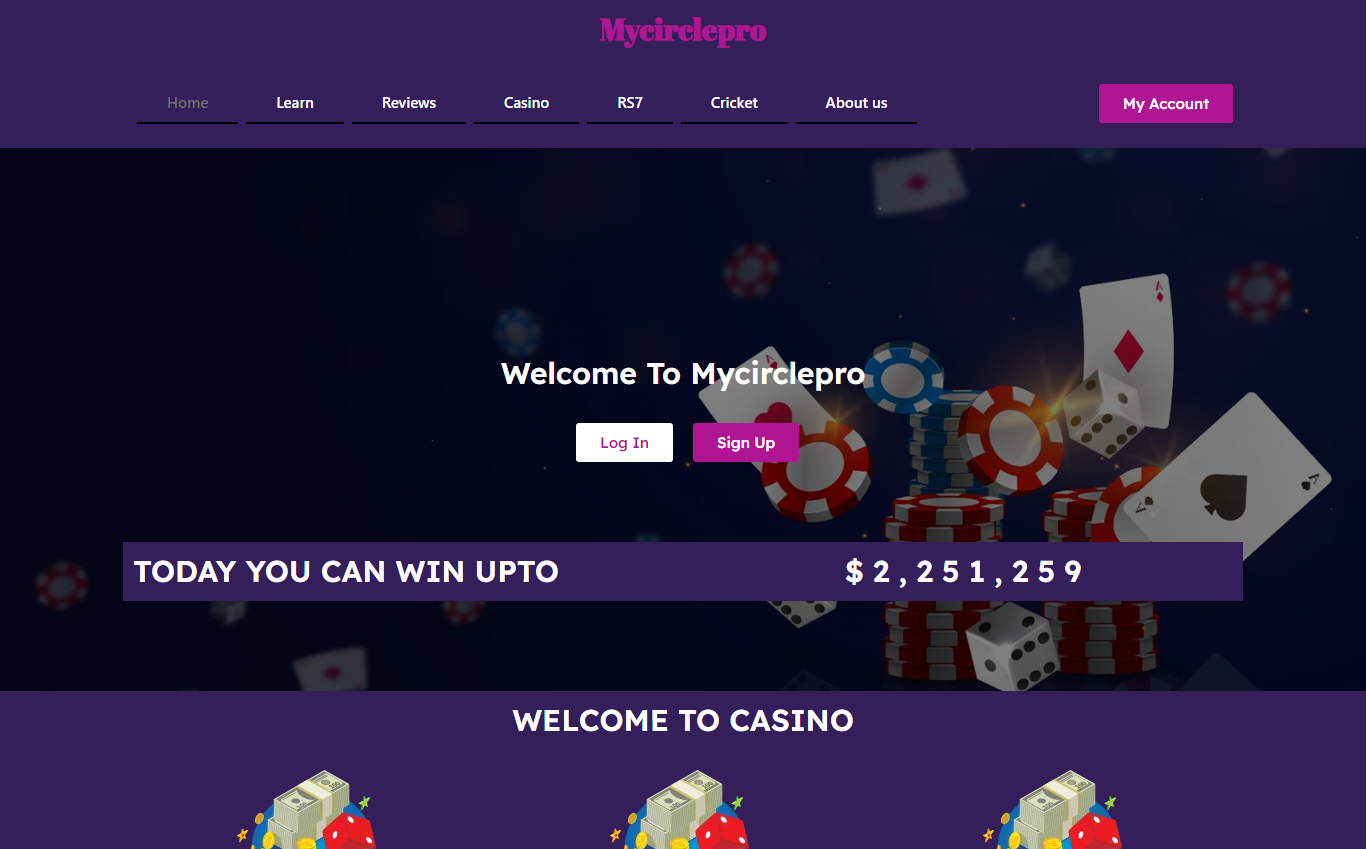 Mycirclepro
Home Learn Reviews Casino RS7 Cricket About us My Account
Welcome To Mycirclepro
Log In Sign Up
TODAY YOU CAN WIN UPTO $2,251,259
WELCOME TO CASINO